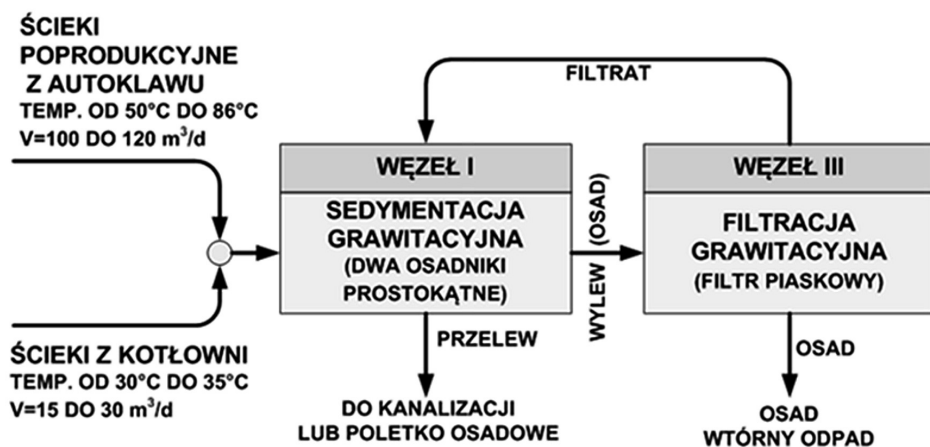 ŚCIEKI
POPRODUKCYJNE
Z AUTOKLAWU
TEMP. OD 50°C DO 86°C
V=100 DO 120 m³/d
FILTRAT
WĘZEŁ I
SEDYMENTACJA
GRAWITACYJNA
(DWA OSADNIKI
PROSTOKĄTNE)
WYLEW (OSAD)
WĘZEŁ III
FILTRACJA
GRAWITACYJNA
(FILTR PIASKOWY)
ŚCIEKI Z KOTŁOWNI
TEMP. OD 30°C DO 35°C
V=15 DO 30 m³/d
PRZELEW
DO KANALIZACJI
LUB POLETKO OSADOWE
OSAD
OSAD
WTÓRNY ODPAD